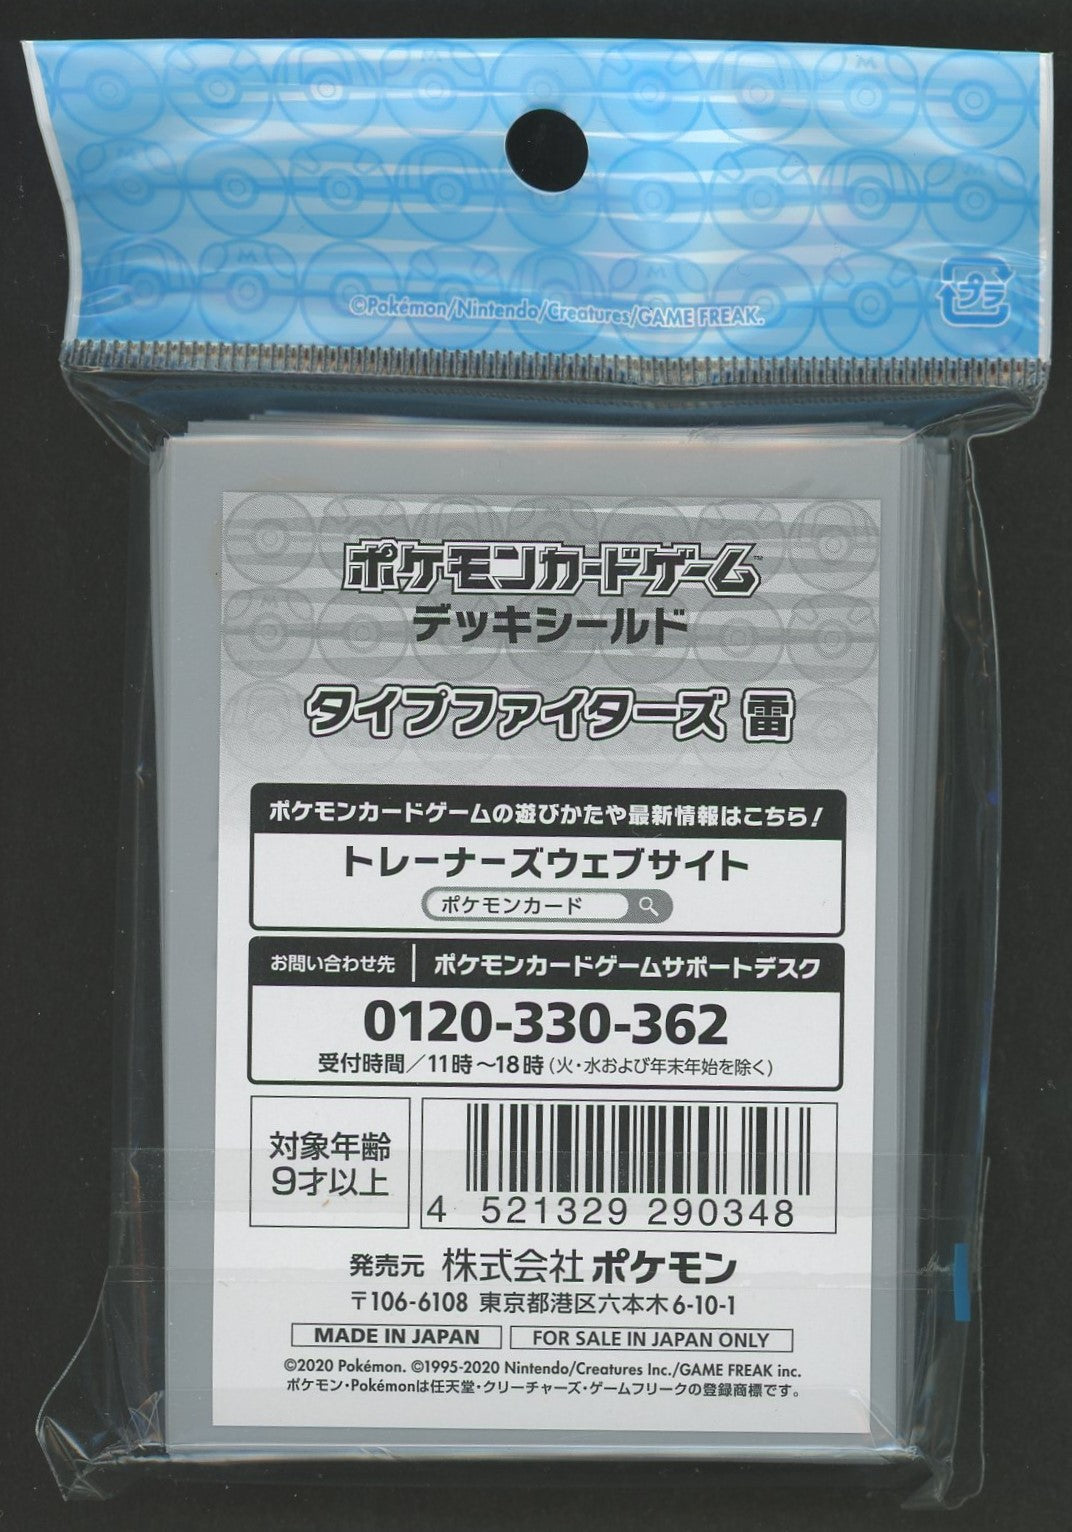 ©Pokémon/Nintendo/Creatures/GAME FREAK.
プラ
ポケモンカードゲーム™
デッキシールド
タイプファイターズ 雷
ポケモンカードゲームの遊びかたや最新情報はこちら!
トレーナーズウェブサイト
ポケモンカード
お問い合わせ先 ポケモンカードゲームサポートデスク
0120-330-362
受付時間/11時~18時(火・水および年末年始を除く)
対象年齢
9才以上
4 521329 290348
発売元 株式会社 ポケモン
〒106-6108 東京都港区六本木6-10-1
MADE IN JAPAN FOR SALE IN JAPAN ONLY
©2020 Pokémon. ©1995-2020 Nintendo/Creatures Inc./GAME FREAK inc.
ポケモン・Pokémonは任天堂・クリーチャーズ・ゲームフリークの登録商標です。